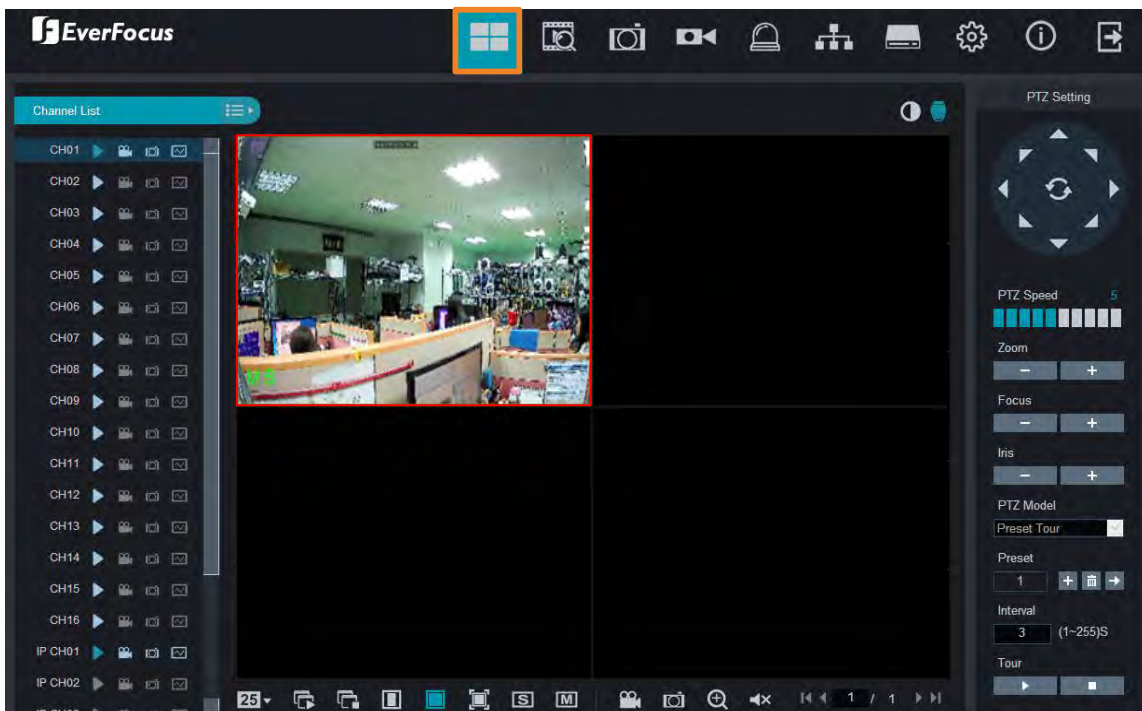 EverFocus
Channel List
PTZ Setting
CH01
CH02
CH03
CH04
CH05
CH06
CH07
CH08
CH09
CH10
CH11
CH12
CH13
CH14
CH15
CH16
IP CH01
IP CH02
M S
PTZ Speed 5
Zoom
- +
Focus
- +
Iris
- +
PTZ Model
Preset Tour
Preset
1 +
Interval
3 (1~255)S
Tour
25 S M 1 / 1